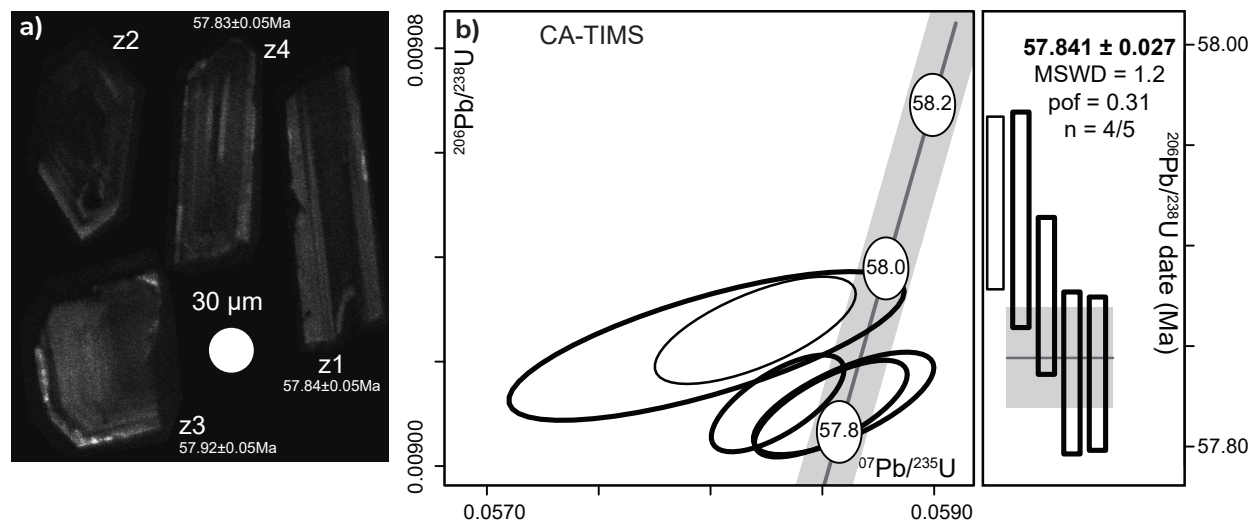 a)
57.83±0.05Ma
z2
z4
30 µm
z1
57.84±0.05Ma
z3
57.92±0.05Ma
b)
CA-TIMS
0.00908
0.00900
²⁰⁶Pb/²³⁸U
58.2
58.0
57.8
⁰⁷Pb/²³⁵U
0.0570
0.0590
57.841 ± 0.027
MSWD = 1.2
pof = 0.31
n = 4/5
²⁰⁶Pb/²³⁸U date (Ma)
58.00
57.80